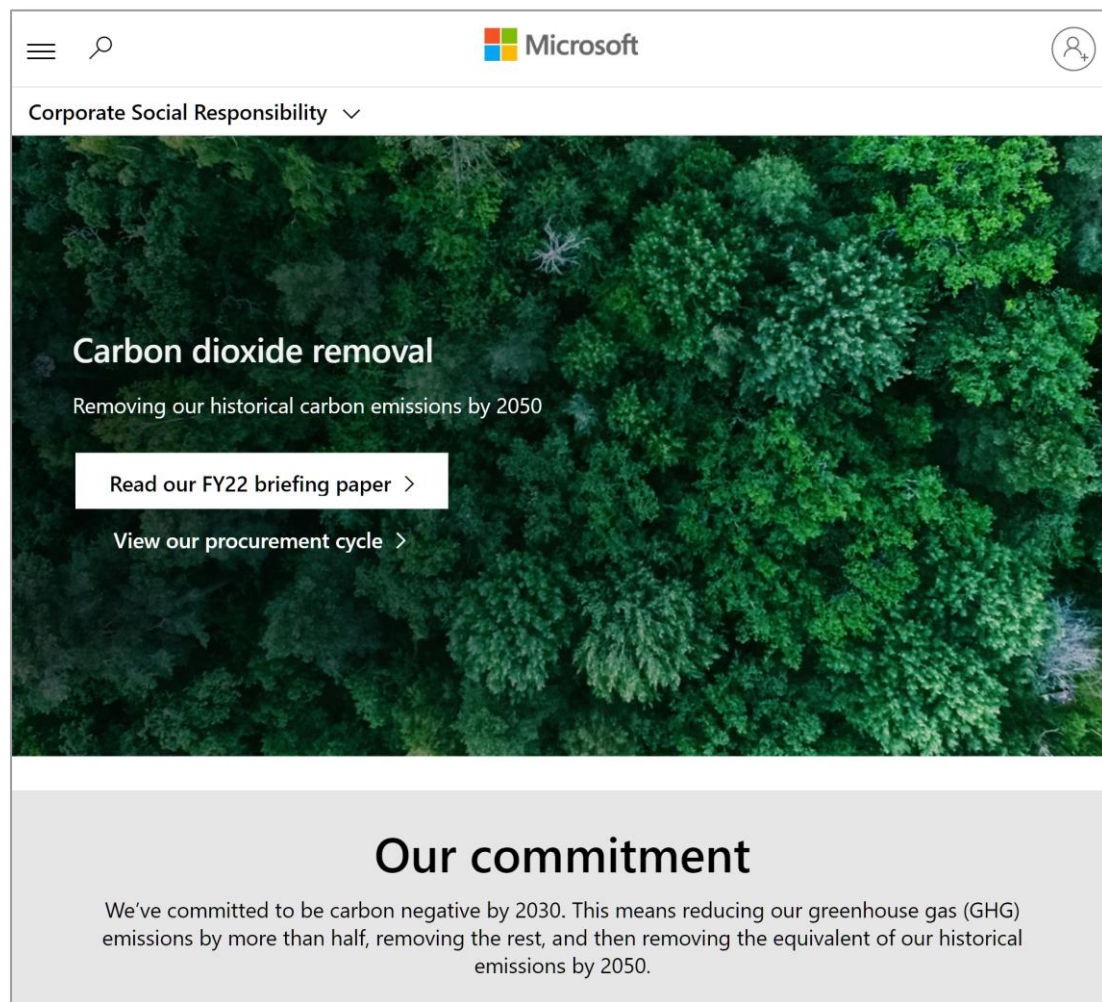 Microsoft
Corporate Social Responsibility
Carbon dioxide removal
Removing our historical carbon emissions by 2050
Read our FY22 briefing paper
View our procurement cycle
Our commitment
We've committed to be carbon negative by 2030. This means reducing our greenhouse gas (GHG)
emissions by more than half, removing the rest, and then removing the equivalent of our historical
emissions by 2050.